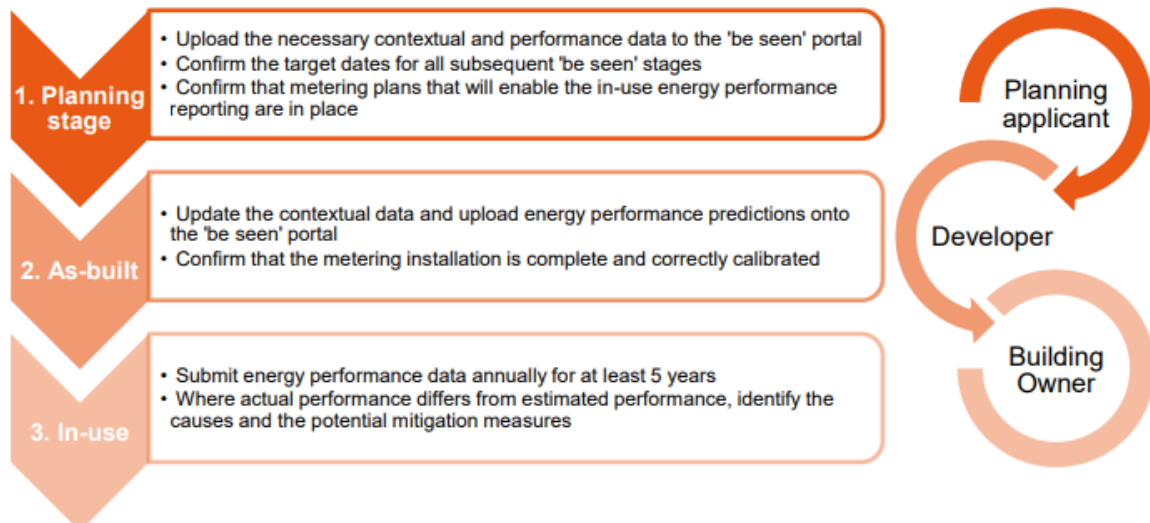 1. Planning
stage
• Upload the necessary contextual and performance data to the 'be seen' portal
• Confirm the target dates for all subsequent 'be seen' stages
• Confirm that metering plans that will enable the in-use energy performance
reporting are in place
Planning
applicant
2. As-built
• Update the contextual data and upload energy performance predictions onto
the 'be seen' portal
• Confirm that the metering installation is complete and correctly calibrated
Developer
3. In-use
• Submit energy performance data annually for at least 5 years
• Where actual performance differs from estimated performance, identify the
causes and the potential mitigation measures
Building
Owner